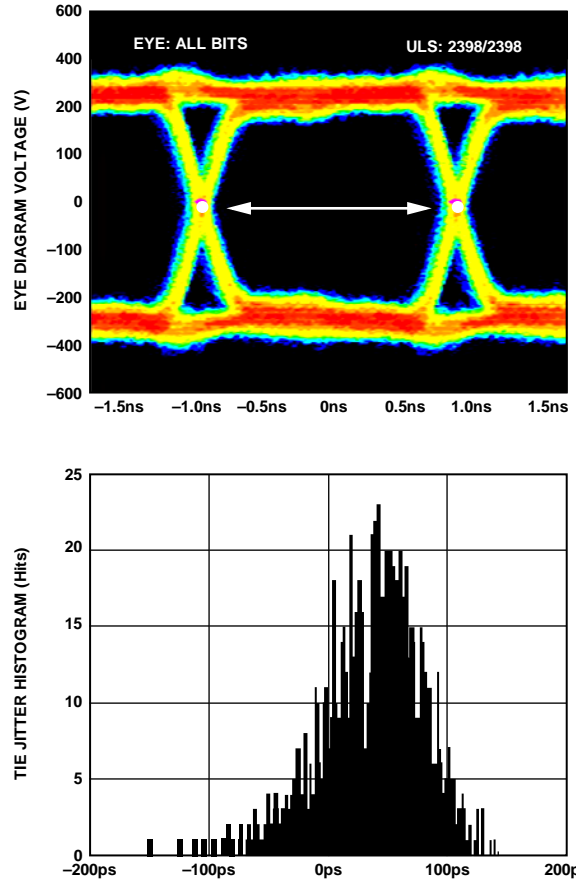 600
400
200
100
0
–100
–200
–400
–600
EYE DIAGRAM VOLTAGE (V)
EYE: ALL BITS
ULS: 2398/2398
–1.5ns –1.0ns –0.5ns 0ns 0.5ns 1.0ns 1.5ns
25
20
15
10
5
0
TIE JITTER HISTOGRAM (Hits)
–200ps –100ps 0ps 100ps 200p